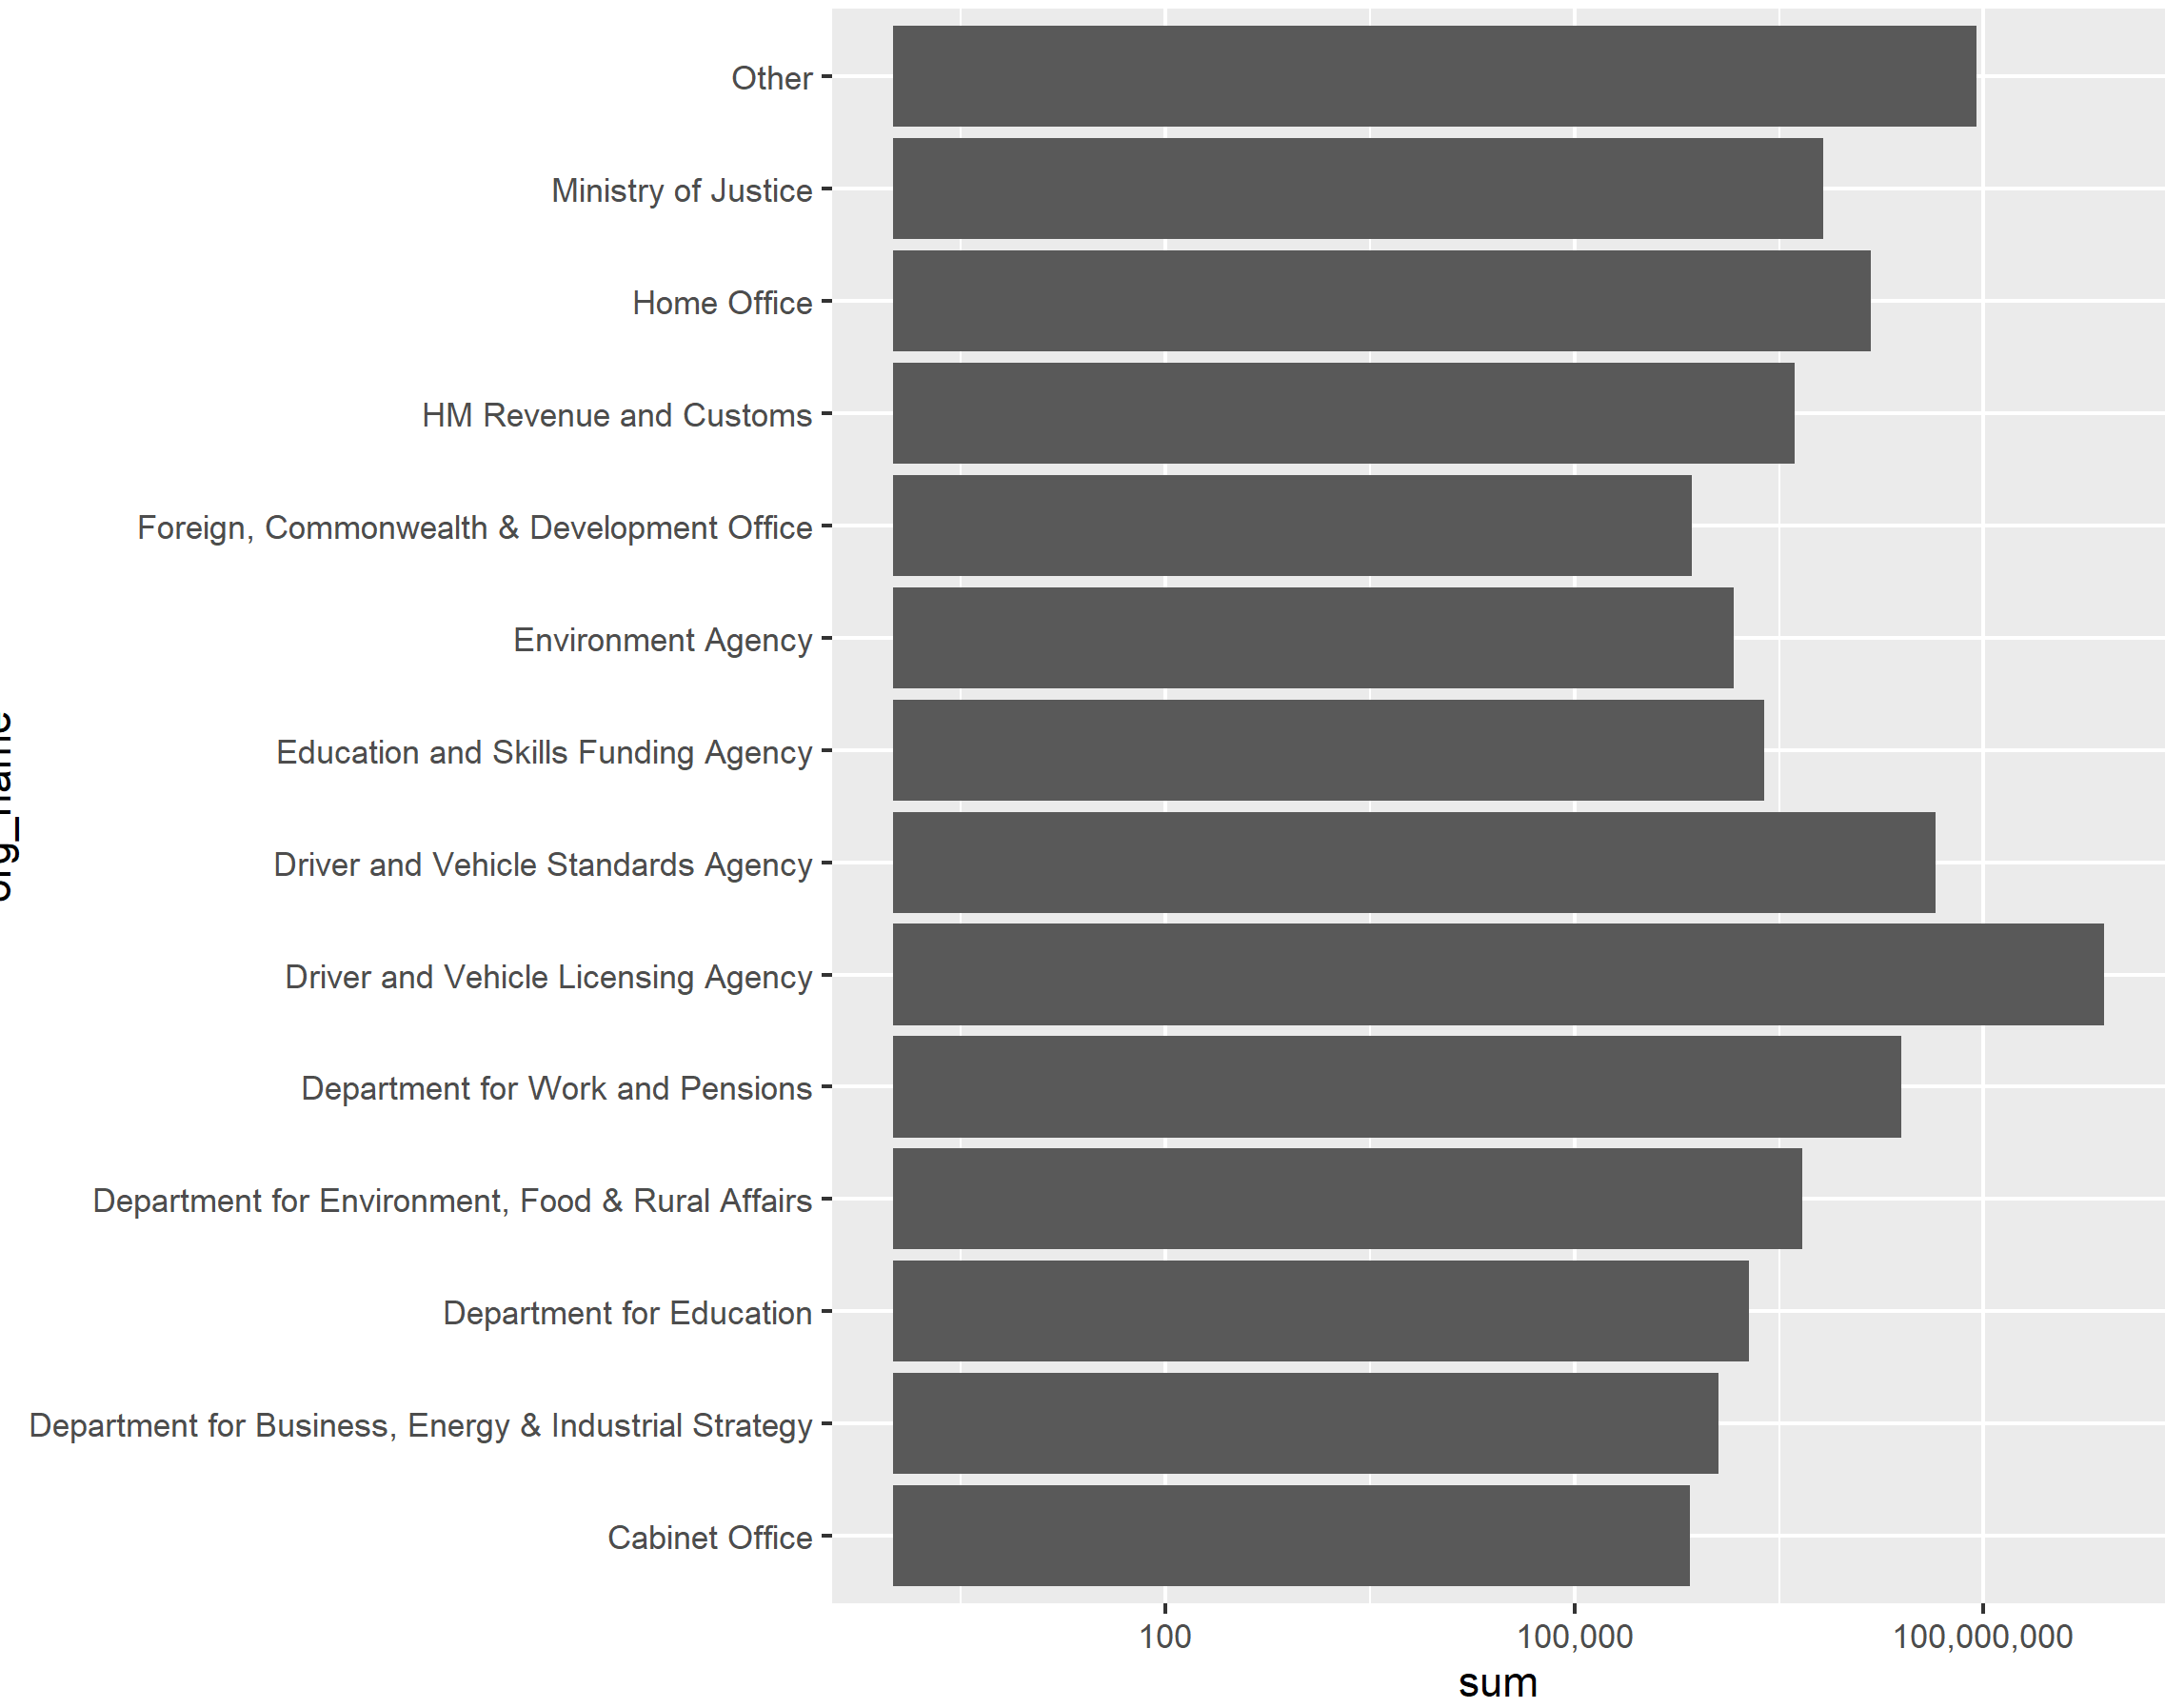 Other
Ministry of Justice
Home Office
HM Revenue and Customs
Foreign, Commonwealth & Development Office
Environment Agency
Education and Skills Funding Agency
Driver and Vehicle Standards Agency
Driver and Vehicle Licensing Agency
Department for Work and Pensions
Department for Environment, Food & Rural Affairs
Department for Education
Department for Business, Energy & Industrial Strategy
Cabinet Office
org_name
100 100,000 100,000,000
sum